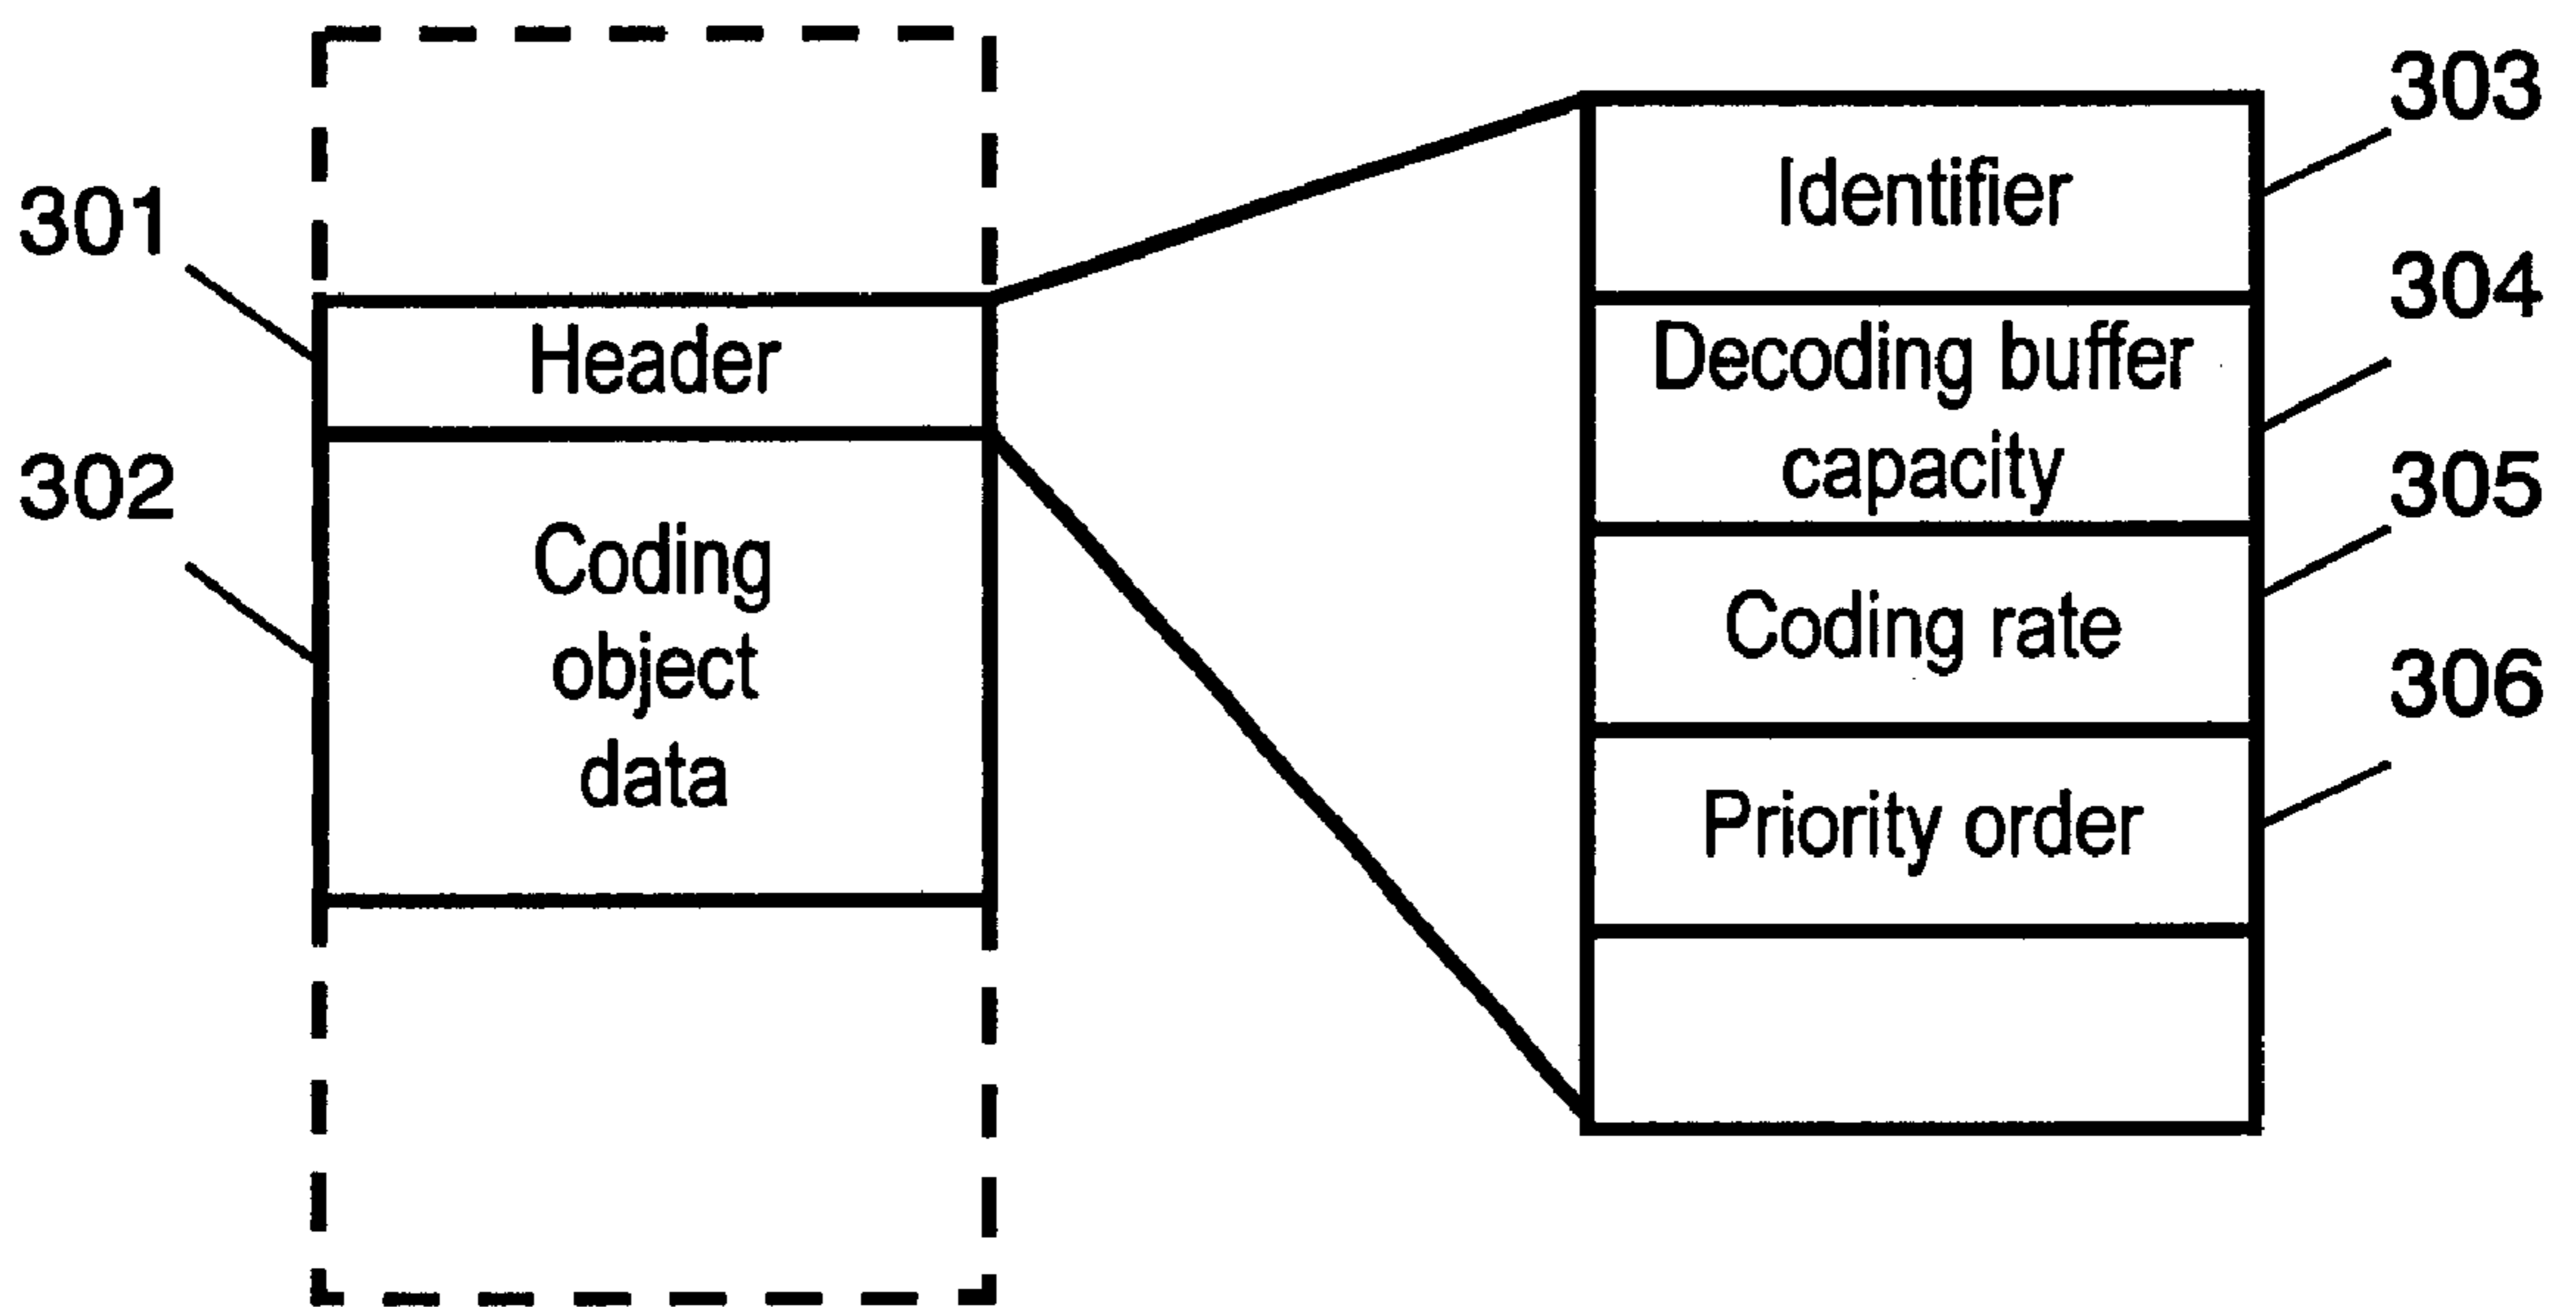 301
Header
302
Coding
object
data
303
Identifier
304
Decoding buffer
capacity
305
Coding rate
306
Priority order